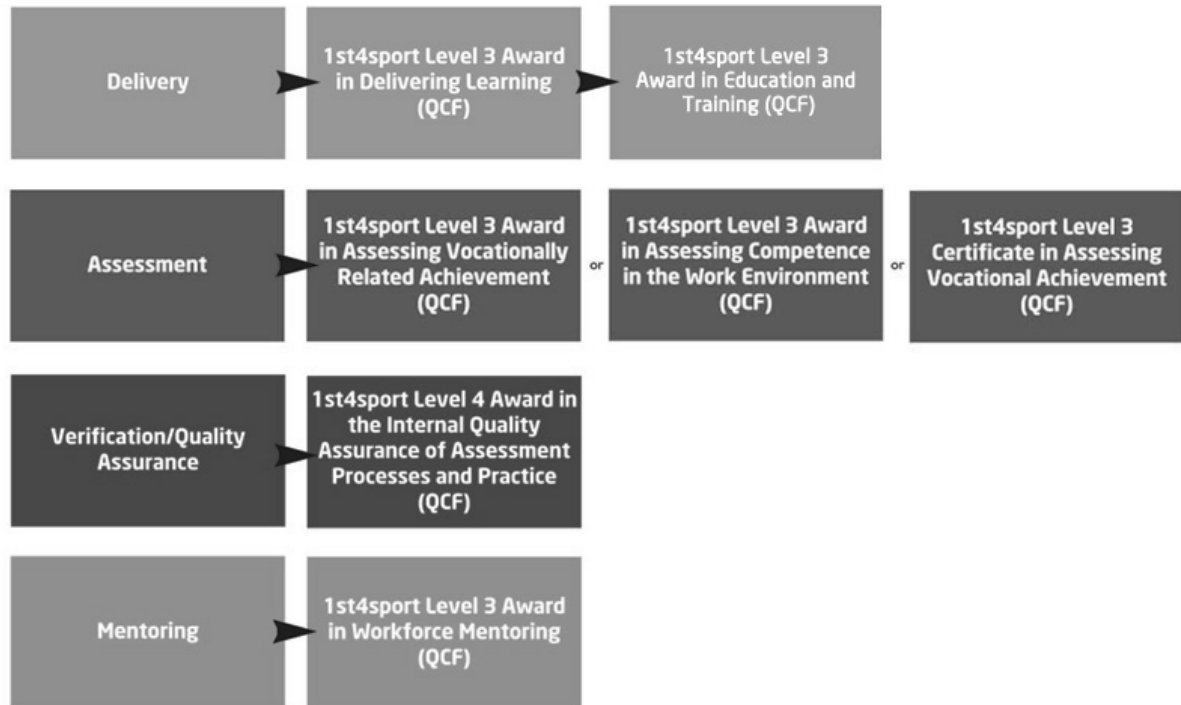 Delivery
1st4sport Level 3 Award
in Delivering Learning
(QCF)
1st4sport Level 3
Award in Education and
Training (QCF)
Assessment
1st4sport Level 3 Award
in Assessing Vocationally
Related Achievement
(QCF)
or
1st4sport Level 3 Award
in Assessing Competence
in the Work Environment
(QCF)
or
1st4sport Level 3
Certificate in Assessing
Vocational Achievement
(QCF)
Verification/Quality
Assurance
1st4sport Level 4 Award in
the Internal Quality
Assurance of Assessment
Processes and Practice
(QCF)
Mentoring
1st4sport Level 3 Award
in Workforce Mentoring
(QCF)